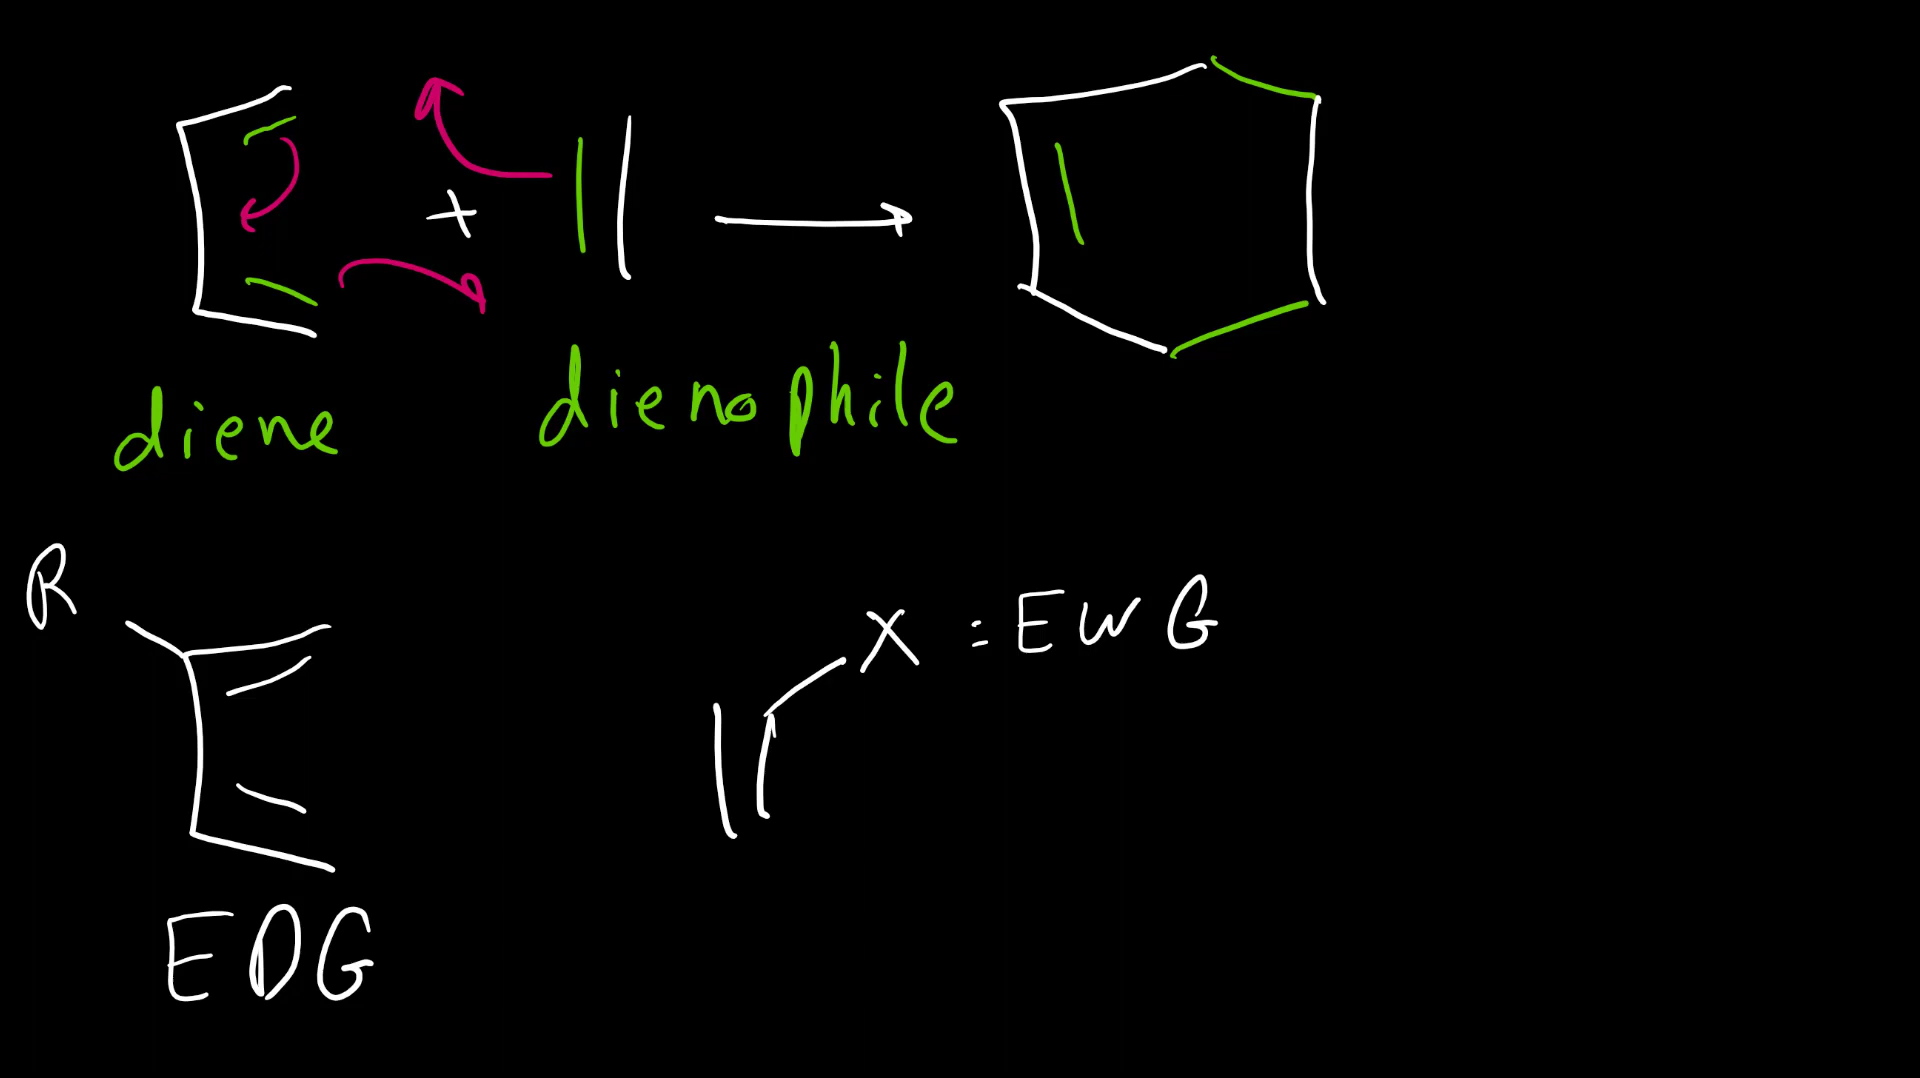 +
diene
dienophile
R
X = EWG
EDG